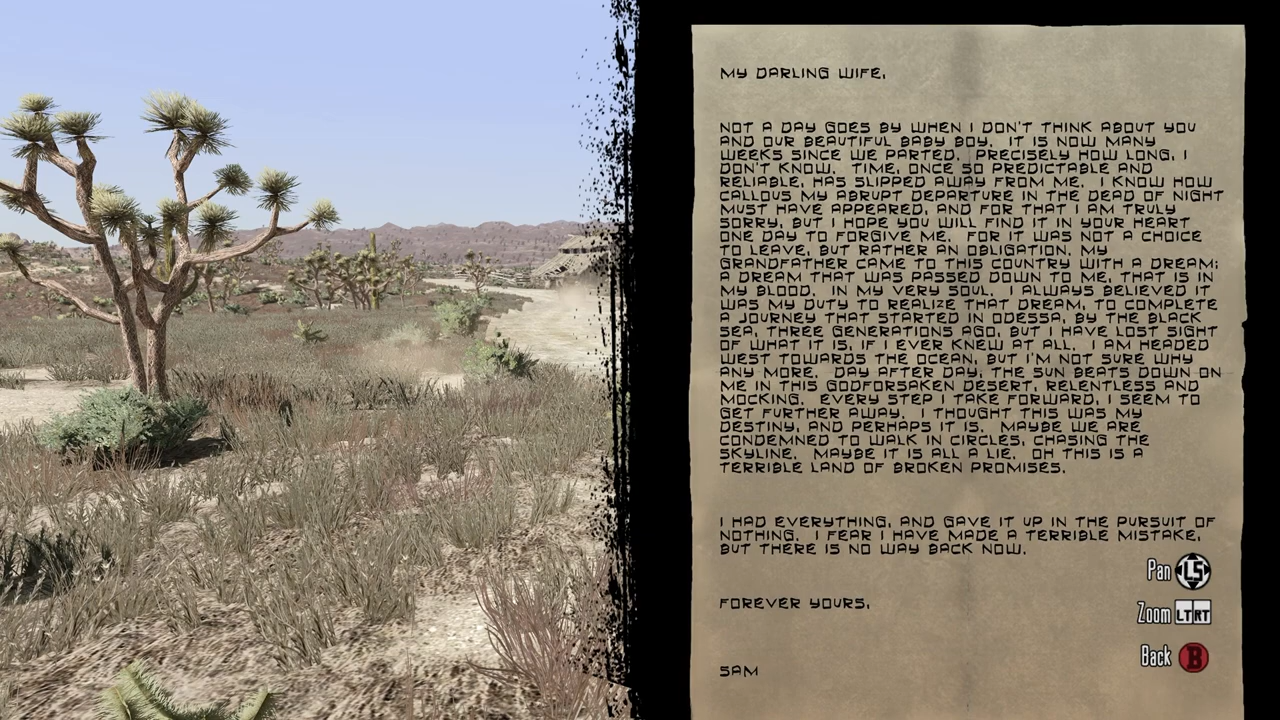 MY DARLING WIFE,
NOT A DAY GOES BY WHEN I DON'T THINK ABOUT YOU
AND OUR BEAUTIFUL BABY BOY. IT IS NOW MANY
WEEKS SINCE WE PARTED. PRECISELY HOW LONG, I
DON'T KNOW. TIME, ONCE SO PREDICTABLE AND
RELIABLE, HAS SLIPPED AWAY FROM ME. I KNOW HOW
CALLOUS MY ABRUPT DEPARTURE IN THE DEAD OF NIGHT
MUST HAVE APPEARED, AND FOR THAT I AM TRULY
SORRY, BUT I HOPE YOU WILL FIND IT IN YOUR HEART
ONE DAY TO FORGIVE ME. FOR IT WAS NOT A CHOICE
TO LEAVE, BUT RATHER AN OBLIGATION. MY
GRANDFATHER CAME TO THIS COUNTRY WITH A DREAM;
A DREAM THAT WAS PASSED DOWN TO ME, THAT IS IN
MY BLOOD, IN MY VERY SOUL. I ALWAYS BELIEVED IT
WAS MY DUTY TO REALIZE THAT DREAM, TO COMPLETE
A JOURNEY THAT STARTED IN ODESSA, BY THE BLACK
SEA, THREE GENERATIONS AGO, BUT I HAVE LOST SIGHT
OF WHAT IT IS, IF I EVER KNEW AT ALL. I AM HEADED
WEST TOWARDS THE OCEAN, BUT I'M NOT SURE WHY
ANY MORE. DAY AFTER DAY, THE SUN BEATS DOWN ON
ME IN THIS GODFORSAKEN DESERT, RELENTLESS AND
MOCKING. EVERY STEP I TAKE FORWARD, I SEEM TO
GET FURTHER AWAY. I THOUGHT THIS WAS MY
DESTINY, AND PERHAPS IT IS. MAYBE WE ARE
CONDEMNED TO WALK IN CIRCLES, CHASING THE
SKYLINE. MAYBE IT IS ALL A LIE. OH THIS IS A
TERRIBLE LAND OF BROKEN PROMISES.
I HAD EVERYTHING, AND GAVE IT UP IN THE PURSUIT OF
NOTHING. I FEAR I HAVE MADE A TERRIBLE MISTAKE,
BUT THERE IS NO WAY BACK NOW.
FOREVER YOURS,
SAM
Pan LS
Zoom LT RT
Back B